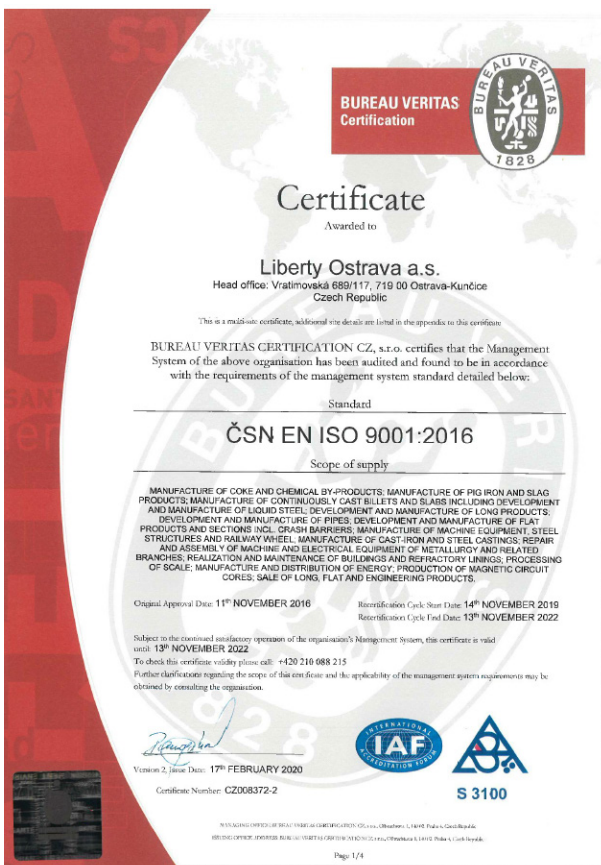 BUREAU VERITAS
Certification
BUREAU VERITAS
1828
Certificate
Awarded to
Liberty Ostrava a.s.
Head office: Vratimovská 689/117, 719 00 Ostrava-Kunčice
Czech Republic
This is a multi-site certificate, additional site details are listed in the appendix to this certificate
BUREAU VERITAS CERTIFICATION CZ, s.r.o. certifies that the Management
System of the above organisation has been audited and found to be in accordance
with the requirements of the management system standard detailed below:
Standard
ČSN EN ISO 9001:2016
Scope of supply
MANUFACTURE OF COKE AND CHEMICAL BY-PRODUCTS; MANUFACTURE OF PIG IRON AND SLAG
PRODUCTS; MANUFACTURE OF CONTINUOUSLY CAST BILLETS AND SLABS INCLUDING DEVELOPMENT
AND MANUFACTURE OF LIQUID STEEL; DEVELOPMENT AND MANUFACTURE OF LONG PRODUCTS;
DEVELOPMENT AND MANUFACTURE OF PIPES; DEVELOPMENT AND MANUFACTURE OF FLAT
PRODUCTS AND SECTIONS INCL. CRASH BARRIERS; MANUFACTURE OF MACHINE EQUIPMENT, STEEL
STRUCTURES AND RAILWAY WHEEL; MANUFACTURE OF CAST-IRON AND STEEL CASTINGS; REPAIR
AND ASSEMBLY OF MACHINE AND ELECTRICAL EQUIPMENT OF METALLURGY AND RELATED
BRANCHES; REALIZATION AND MAINTENANCE OF BUILDINGS AND REFRACTORY LININGS; PROCESSING
OF SCALE; MANUFACTURE AND DISTRIBUTION OF ENERGY; PRODUCTION OF MAGNETIC CIRCUIT
CORES; SALE OF LONG, FLAT AND ENGINEERING PRODUCTS.
Original Approval Date: 11th NOVEMBER 2016
Recertification Cycle Start Date: 14th NOVEMBER 2019
Recertification Cycle End Date: 13th NOVEMBER 2022
Subject to the continued satisfactory operation of the organisation's Management System, this certificate is valid
until: 13th NOVEMBER 2022
To check this certificate validity please call: +420 210 088 215
Further clarifications regarding the scope of this certificate and the applicability of the management system requirements may be
obtained by consulting the organisation.
INTERNATIONAL
IAF
ACCREDITATION FORUM
Version 2, Issue Date: 17th FEBRUARY 2020
S 3100
Certificate Number: CZ008372-2
Page 1/4